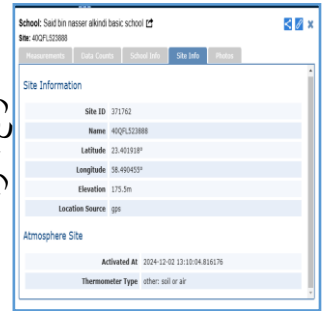 School: Said bin nasser alkindi basic school
Site: 40QFL523888
Measurements Data Counts School Info Site Info Photos
Site Information
Site ID 371762
Name 40QFL523888
Latitude 23.401918°
Longitude 58.490455°
Elevation 175.5m
Location Source gps
Atmosphere Site
Activated At 2024-12-02 13:10:04.816176
Thermometer Type other: soil or air